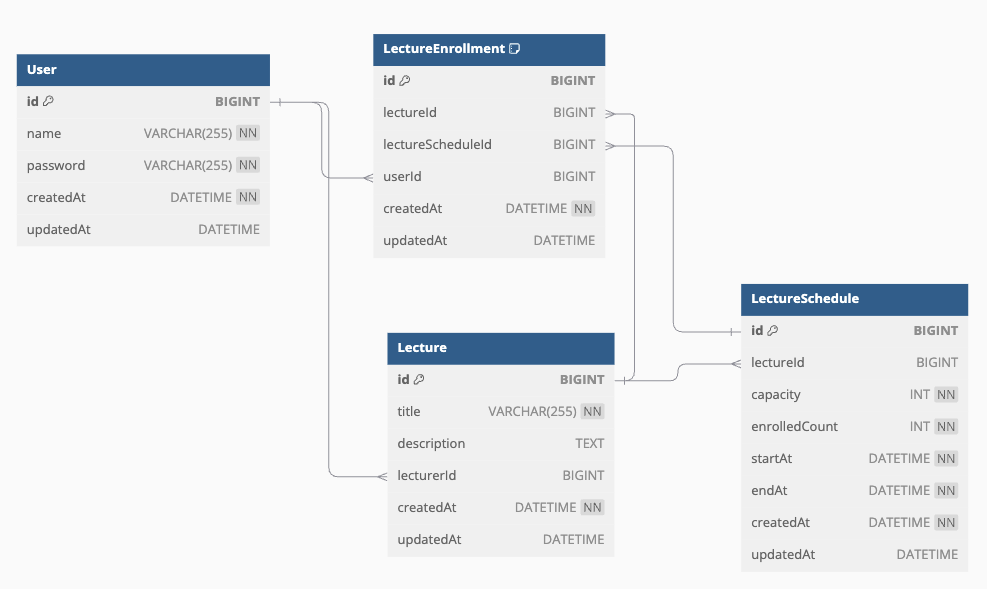 User
id BIGINT
name VARCHAR(255) NN
password VARCHAR(255) NN
createdAt DATETIME NN
updatedAt DATETIME
LectureEnrollment
id BIGINT
lectureId BIGINT
lectureScheduleId BIGINT
userId BIGINT
createdAt DATETIME NN
updatedAt DATETIME
Lecture
id BIGINT
title VARCHAR(255) NN
description TEXT
lecturerId BIGINT
createdAt DATETIME NN
updatedAt DATETIME
LectureSchedule
id BIGINT
lectureId BIGINT
capacity INT NN
enrolledCount INT NN
startAt DATETIME NN
endAt DATETIME NN
createdAt DATETIME NN
updatedAt DATETIME